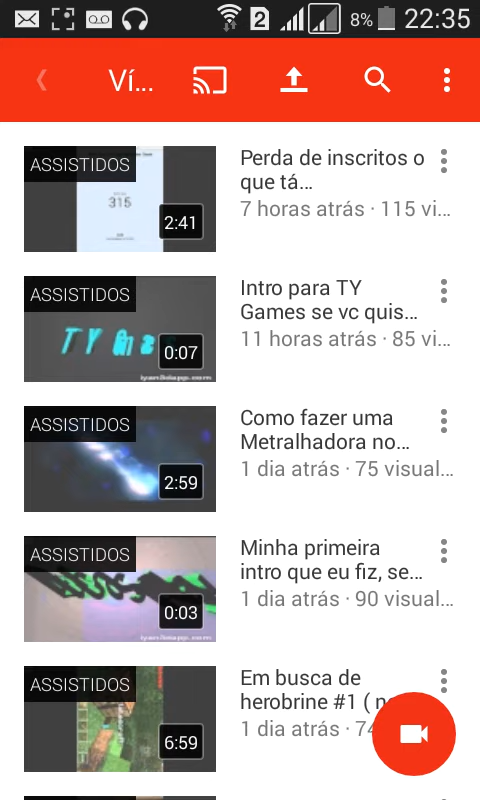 2
8%
22:35
Ví...
ASSISTIDOS
315
2:41
Perda de inscritos o
que tá...
7 horas atrás · 115 vi...
ASSISTIDOS
TY
0:07
Intro para TY
Games se vc quis...
11 horas atrás · 85 vi...
ASSISTIDOS
2:59
Como fazer uma
Metralhadora no...
1 dia atrás · 75 visual...
ASSISTIDOS
0:03
Minha primeira
intro que eu fiz, se...
1 dia atrás · 90 visual...
ASSISTIDOS
6:59
Em busca de
herobrine #1 (
1 dia atrás ·